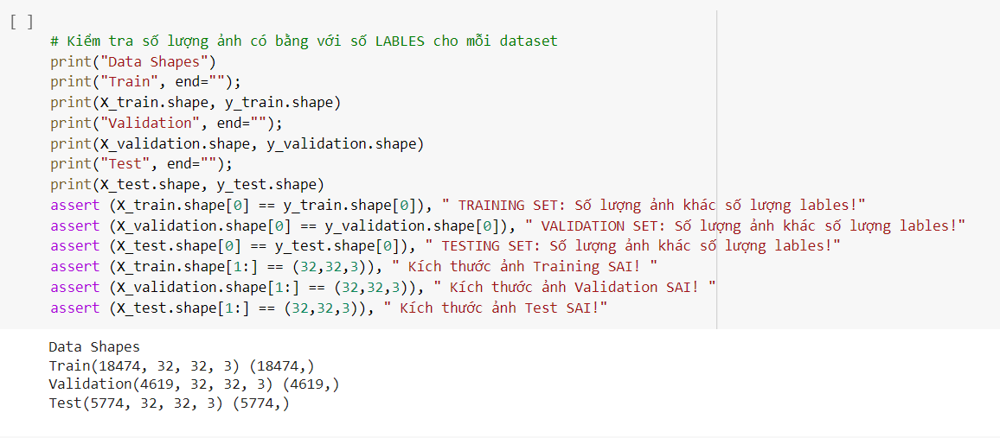 [ ]
# Kiểm tra số lượng ảnh có bằng với số LABLES cho mỗi dataset
print("Data Shapes")
print("Train", end="");
print(X_train.shape, y_train.shape)
print("Validation", end="");
print(X_validation.shape, y_validation.shape)
print("Test", end="");
print(X_test.shape, y_test.shape)
assert (X_train.shape[0] == y_train.shape[0]), " TRAINING SET: Số lượng ảnh khác số lượng lables!"
assert (X_validation.shape[0] == y_validation.shape[0]), " VALIDATION SET: Số lượng ảnh khác số lượng lables!"
assert (X_test.shape[0] == y_test.shape[0]), " TESTING SET: Số lượng ảnh khác số lượng lables!"
assert (X_train.shape[1:] == (32,32,3)), " Kích thước ảnh Training SAI! "
assert (X_validation.shape[1:] == (32,32,3)), " Kích thước ảnh Validation SAI! "
assert (X_test.shape[1:] == (32,32,3)), " Kích thước ảnh Test SAI!"
Data Shapes
Train(18474, 32, 32, 3) (18474,)
Validation(4619, 32, 32, 3) (4619,)
Test(5774, 32, 32, 3) (5774,)